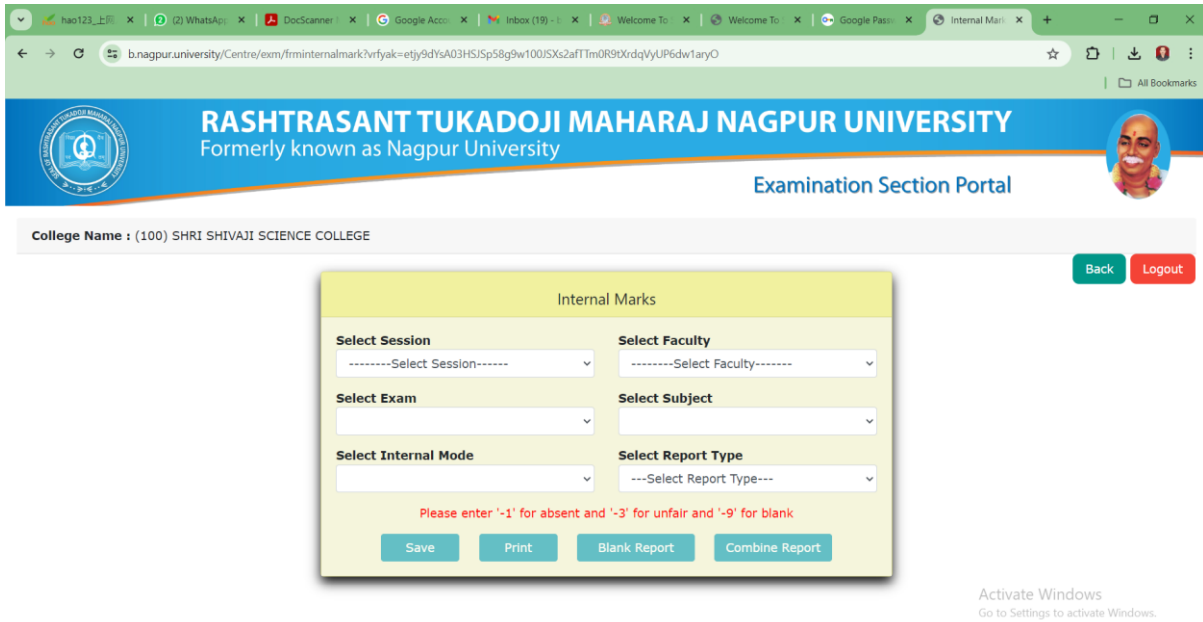 hao123_上网
(2) WhatsApp
DocScanner
Google Accou
Inbox (19) - b
Welcome To
Welcome To
Google Passw
Internal Mark
b.nagpur.university/Centre/exm/frminternalmark?vrfyak=etjy9dYsA03HSJSp58g9w100JSXs2afTTm0R9tXrdqVyUP6dw1aryO
All Bookmarks
RASHTRASANT TUKADOJI MAHARAJ NAGPUR UNIVERSITY
Formerly known as Nagpur University
Examination Section Portal
College Name : (100) SHRI SHIVAJI SCIENCE COLLEGE
Back Logout
Internal Marks
Select Session Select Faculty
--------Select Session------ --------Select Faculty-------
Select Exam Select Subject
Select Internal Mode Select Report Type
---Select Report Type---
Please enter '-1' for absent and '-3' for unfair and '-9' for blank
Save Print Blank Report Combine Report
Activate Windows
Go to Settings to activate Windows.